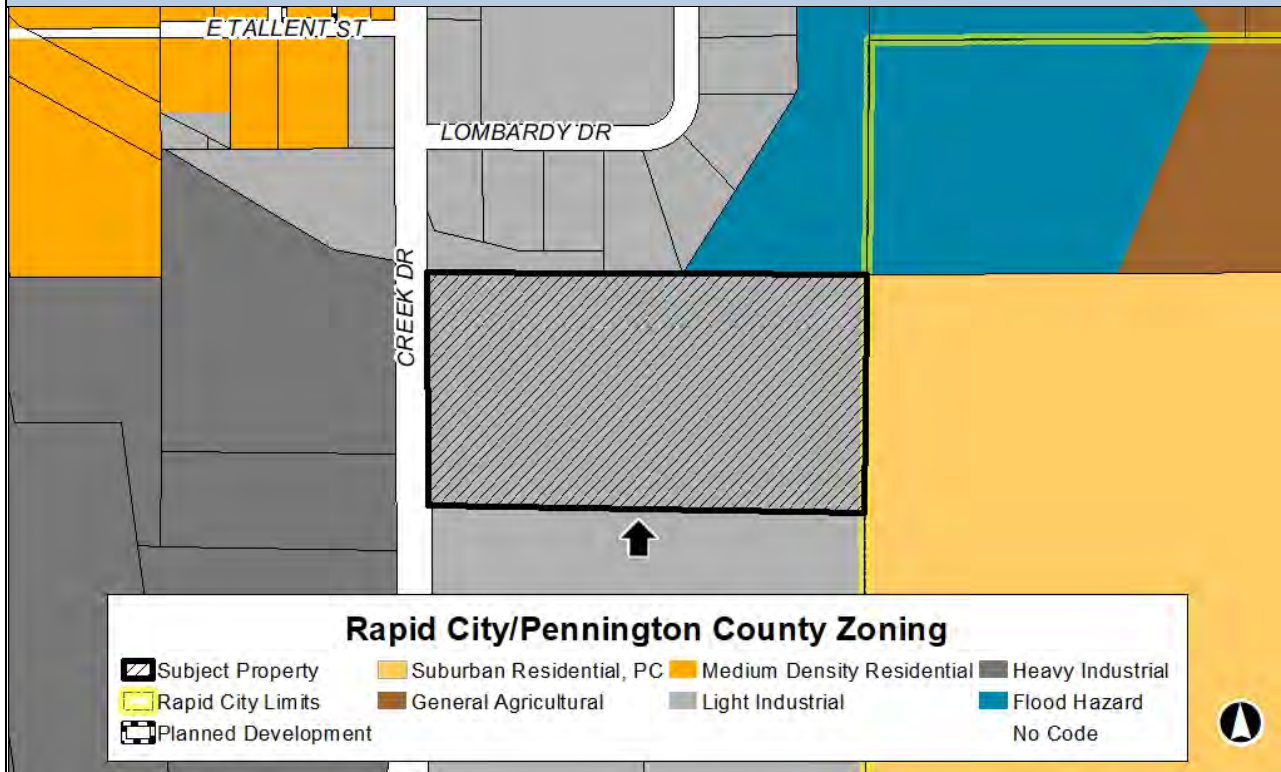 E TALLENT ST
LOMBARDY DR
CREEK DR
Rapid City/Pennington County Zoning
Subject Property
Suburban Residential, PC
Medium Density Residential
Heavy Industrial
Rapid City Limits
General Agricultural
Light Industrial
Flood Hazard
Planned Development
No Code